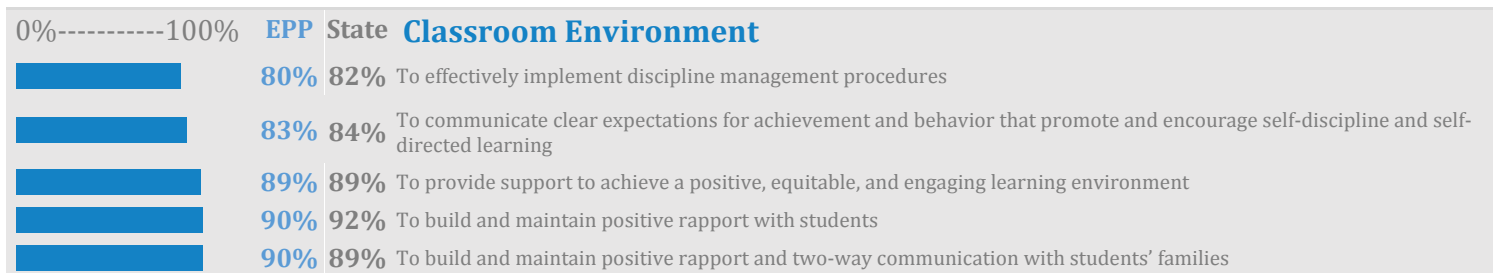 0%-----------100% EPP State Classroom Environment
80% 82% To effectively implement discipline management procedures
83% 84% To communicate clear expectations for achievement and behavior that promote and encourage self-discipline and self-
directed learning
89% 89% To provide support to achieve a positive, equitable, and engaging learning environment
90% 92% To build and maintain positive rapport with students
90% 89% To build and maintain positive rapport and two-way communication with students’ families